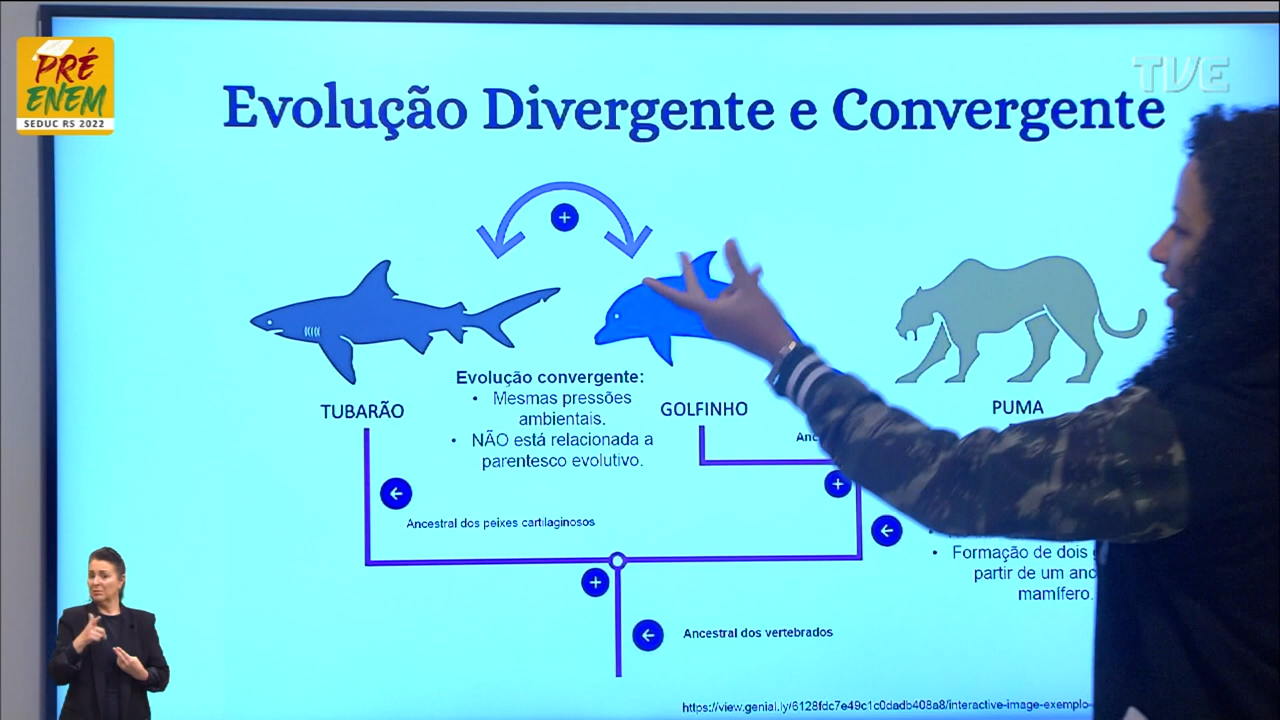 PRÉ
ENEM
SEDUC RS 2022
TVE
Evolução Divergente e Convergente
TUBARÃO
Evolução convergente:
• Mesmas pressões
ambientais.
• NÃO está relacionada a
parentesco evolutivo.
GOLFINHO
PUMA
Ancestral dos peixes cartilaginosos
• Formação de dois
partir de um
mamífero.
Ancestral dos vertebrados
https://view.genial.ly/6128fdc7e49c1c0dadb408a8/interactive-image-exemplo-